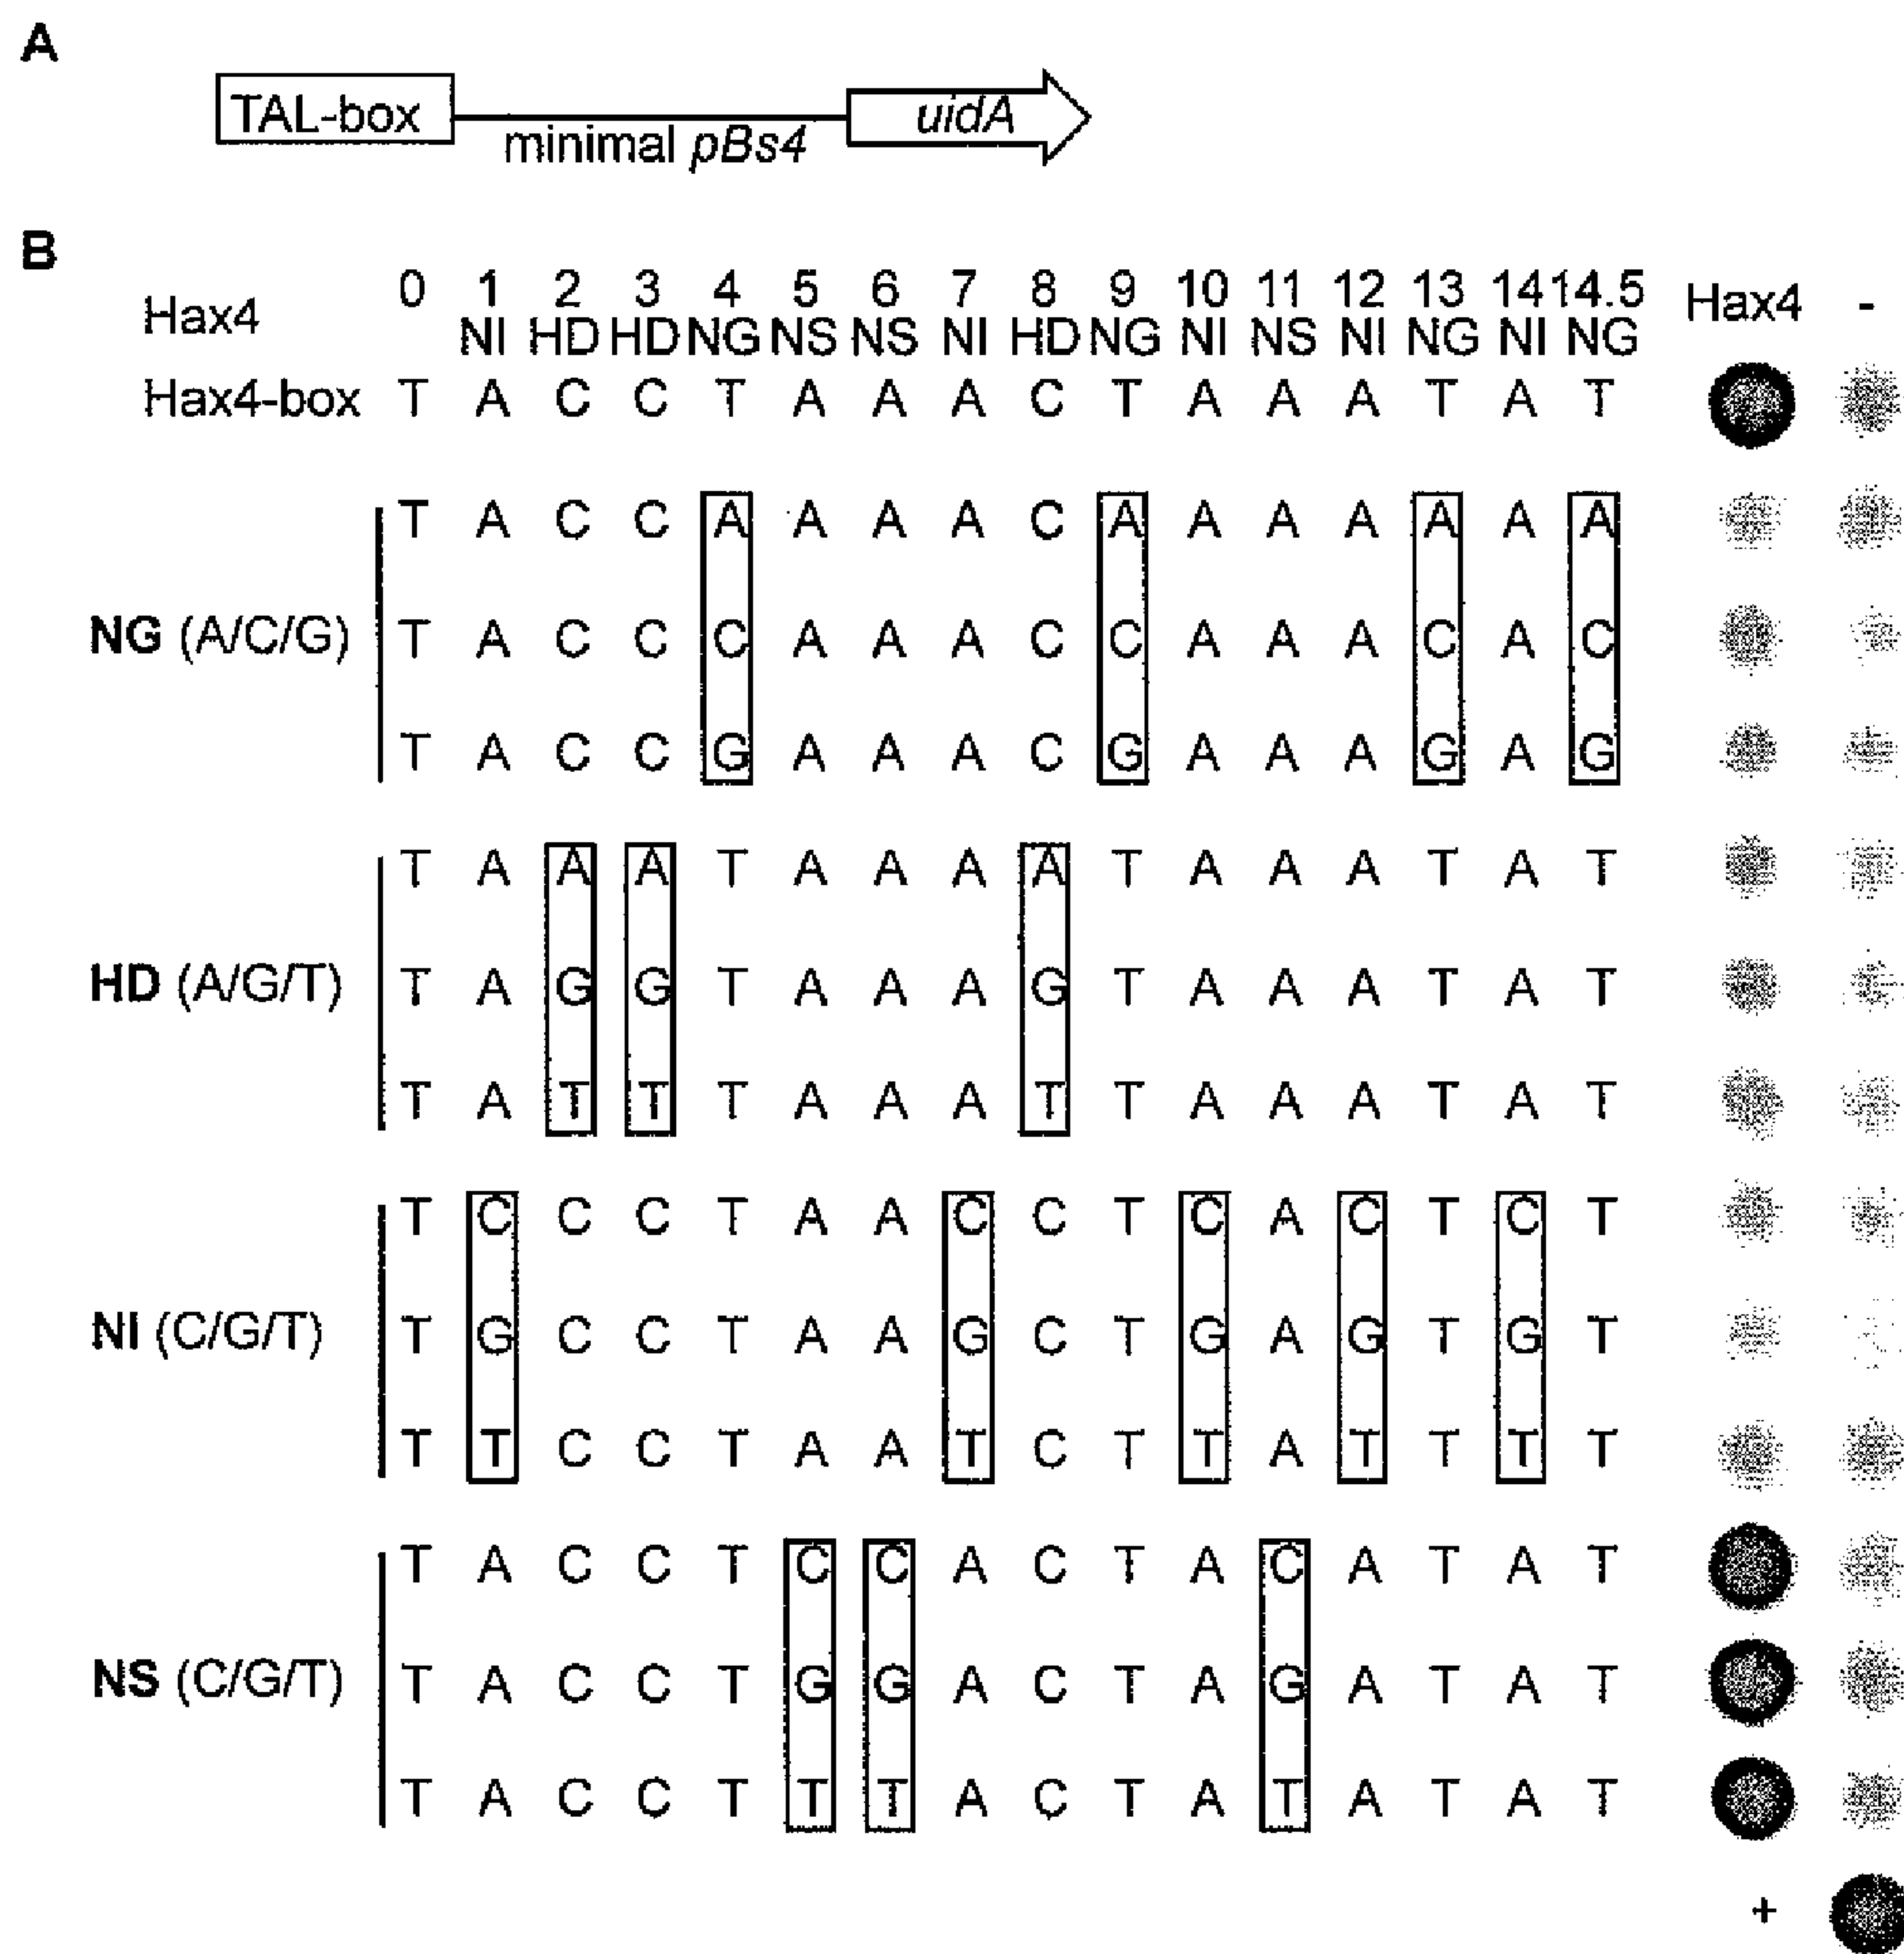 A
TAL-box
minimal pBs4
uidA
B
Hax4 0 1 2 3 4 5 6 7 8 9 10 11 12 13 14 14.5 Hax4 -
NI HD HD NG NS NS NI HD NG NI NS NI NG NI NG
Hax4-box T A C C T A A A C T A A A T A T
T A C C A A A A C A A A A A A A
NG (A/C/G) T A C C C A A A C C A A A C A C
T A C C G A A A C G A A A G A G
T A A A T A A A A T A A A T A T
HD (A/G/T) T A G G T A A A G T A A A T A T
T A T T T A A A T T A A A T A T
T C C C T A A C C T C A C T C T
NI (C/G/T) T G C C T A A G C T G A G T G T
T T C C T A A T C T T A T T T T
T A C C T C C A C T A C A T A T
NS (C/G/T) T A C C T G G A C T A G A T A T
T A C C T T T A C T A T A T A T
+